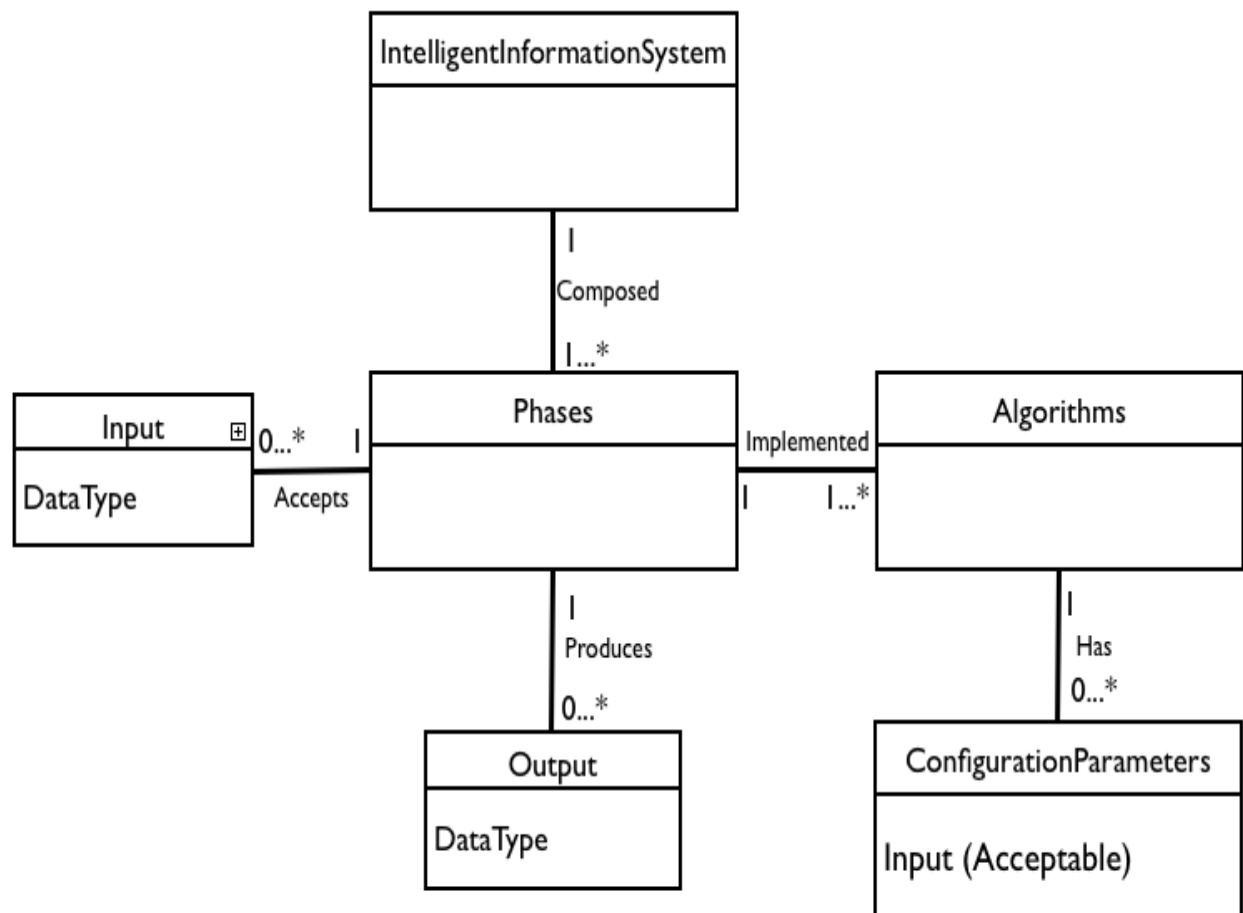 IntelligentInformationSystem
1
Composed
1...*
Phases
Algorithms
Input
0...*
1
Implemented
DataType
Accepts
1
1...*
1
Produces
0...*
1
Has
0...*
Output
DataType
ConfigurationParameters
Input (Acceptable)